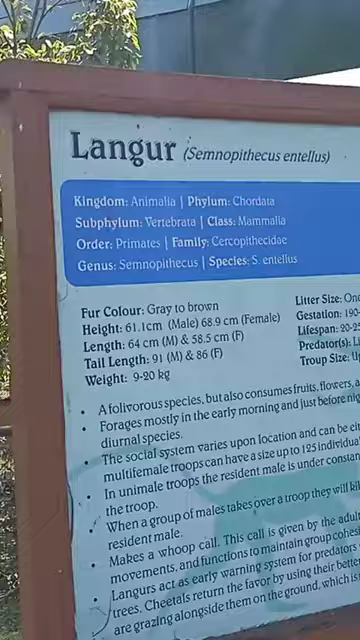 Langur (Semnopithecus entellus)
Kingdom: Animalia | Phylum: Chordata
Subphylum: Vertebrata | Class: Mammalia
Order: Primates | Family: Cercopithecidae
Genus: Semnopithecus | Species: S. entellus
Fur Colour: Gray to brown
Height: 61.1cm (Male) 68.9 cm (Female)
Length: 64 cm (M) & 58.5 cm (F)
Tail Length: 91 (M) & 86 (F)
Weight: 9-20 kg
Litter Size:
Gestation: 190-
Lifespan: 20-
Predator(s):
Troup Size:
• A folivorous species, but also consumes fruits, flowers,
• Forages mostly in the early morning and just before
diurnal species.
• The social system varies upon location and can be
multifemale troops can have a size up to 125
• In unimale troops the resident male is under
the troop.
• When a group of males takes over a troop they will
resident male.
• Makes a whoop call. This call is given by the
movements, and functions to maintain group
• Langurs act as early warning system for predators
trees. Cheetals return the favor by using their
are grazing alongside them on the ground, which